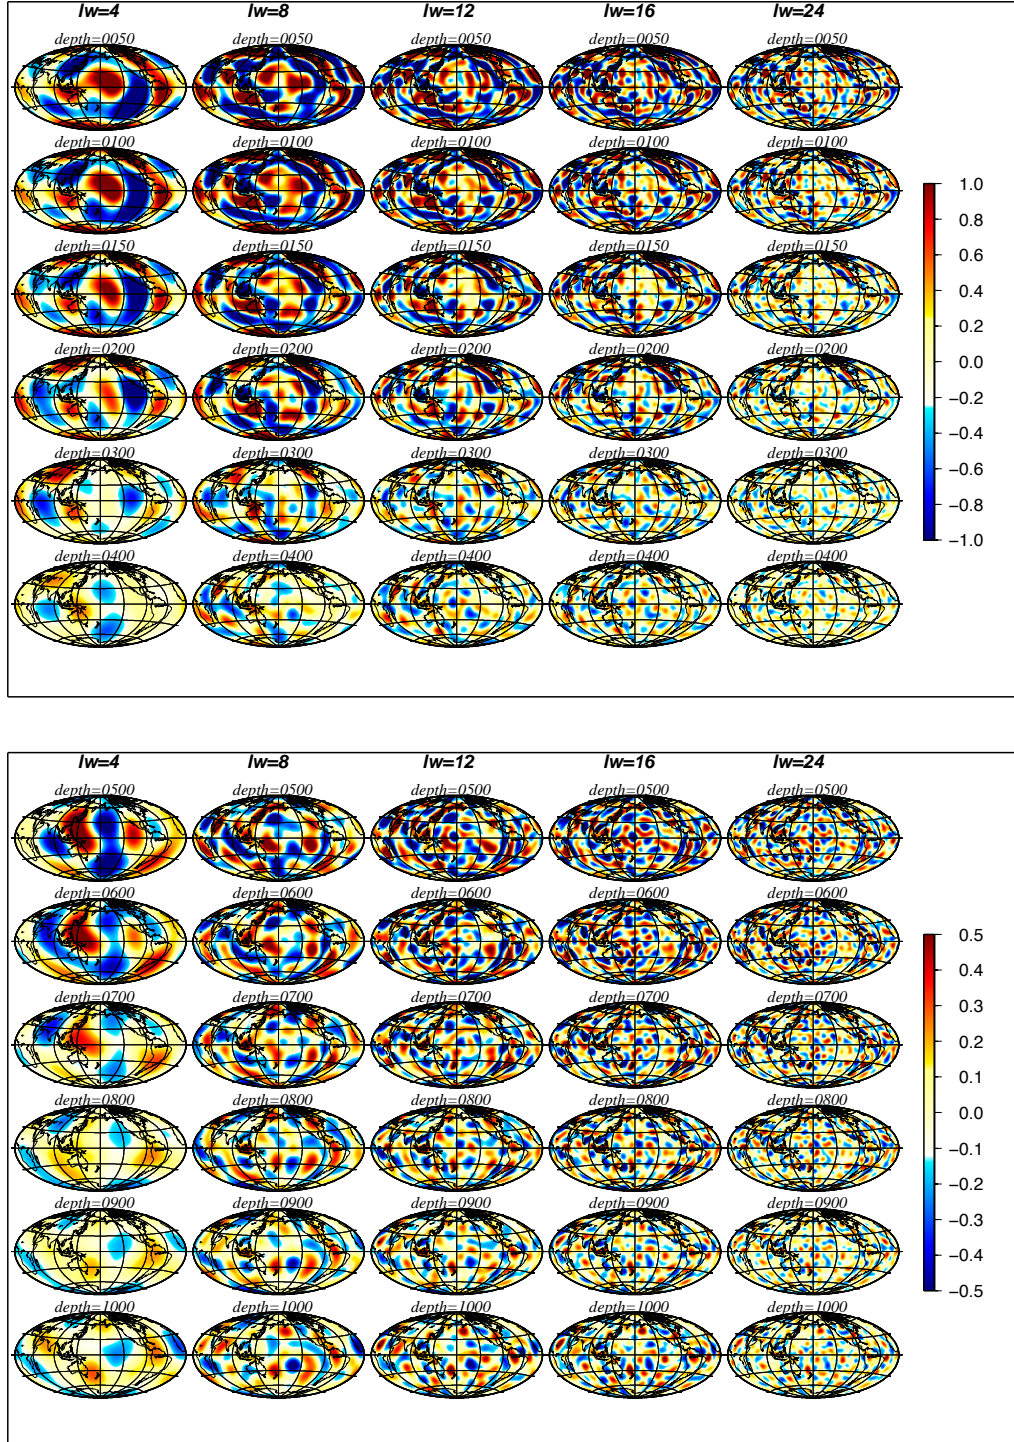 lw=4 lw=8 lw=12 lw=16 lw=24
depth=0050 depth=0050 depth=0050 depth=0050 depth=0050
depth=0100 depth=0100 depth=0100 depth=0100 depth=0100
depth=0150 depth=0150 depth=0150 depth=0150 depth=0150
depth=0200 depth=0200 depth=0200 depth=0200 depth=0200
depth=0300 depth=0300 depth=0300 depth=0300 depth=0300
depth=0400 depth=0400 depth=0400 depth=0400 depth=0400
1.0
0.8
0.6
0.4
0.2
0.0
−0.2
−0.4
−0.6
−0.8
−1.0
lw=4 lw=8 lw=12 lw=16 lw=24
depth=0500 depth=0500 depth=0500 depth=0500 depth=0500
depth=0600 depth=0600 depth=0600 depth=0600 depth=0600
depth=0700 depth=0700 depth=0700 depth=0700 depth=0700
depth=0800 depth=0800 depth=0800 depth=0800 depth=0800
depth=0900 depth=0900 depth=0900 depth=0900 depth=0900
depth=1000 depth=1000 depth=1000 depth=1000 depth=1000
0.5
0.4
0.3
0.2
0.1
0.0
−0.1
−0.2
−0.3
−0.4
−0.5